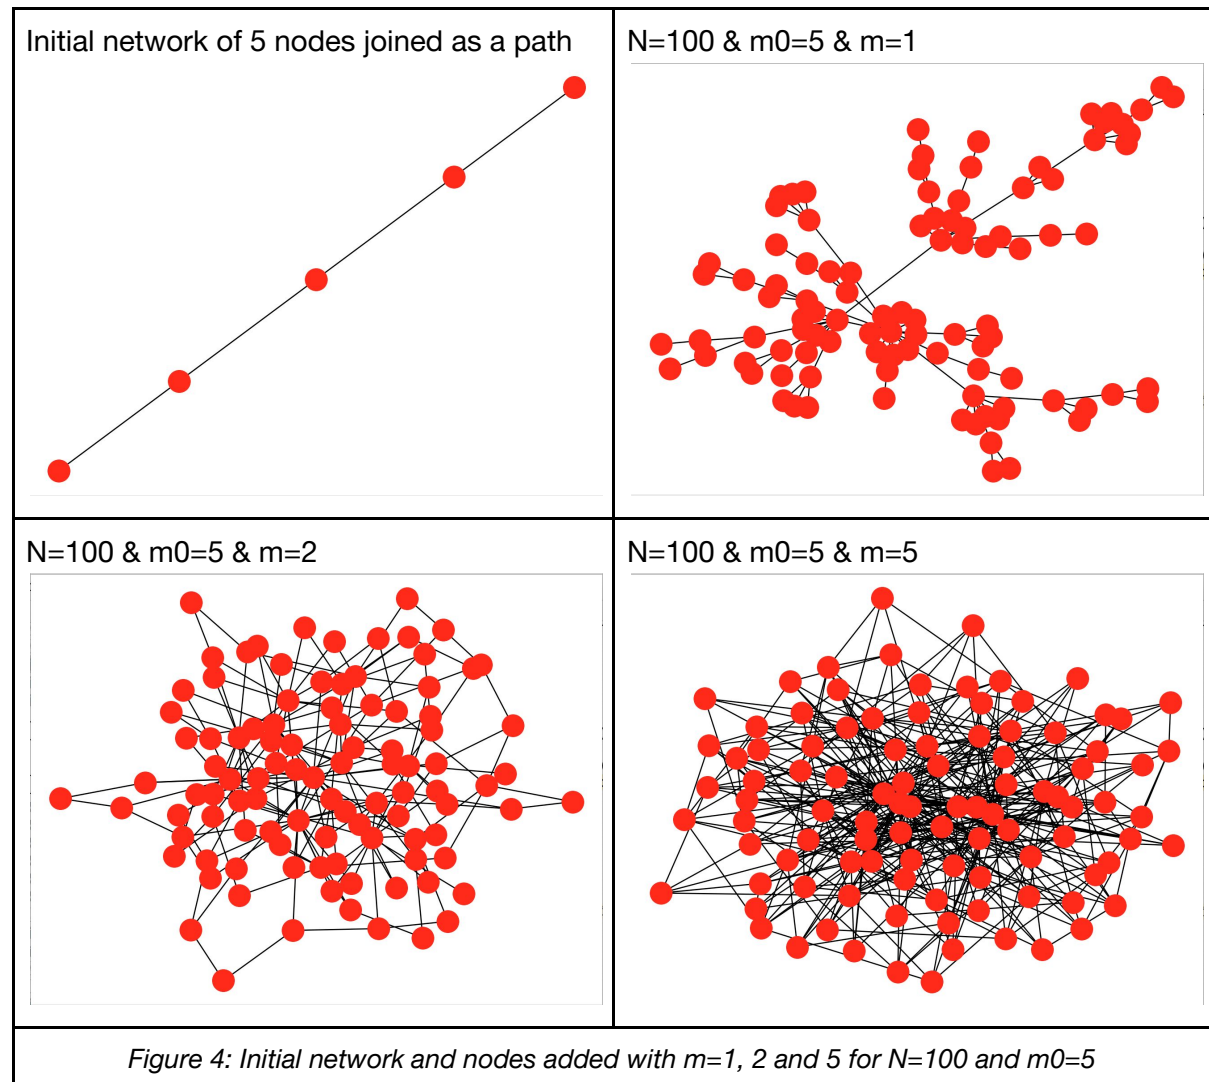 Initial network of 5 nodes joined as a path
N=100 & m0=5 & m=1
N=100 & m0=5 & m=2
N=100 & m0=5 & m=5
Figure 4: Initial network and nodes added with m=1, 2 and 5 for N=100 and m0=5